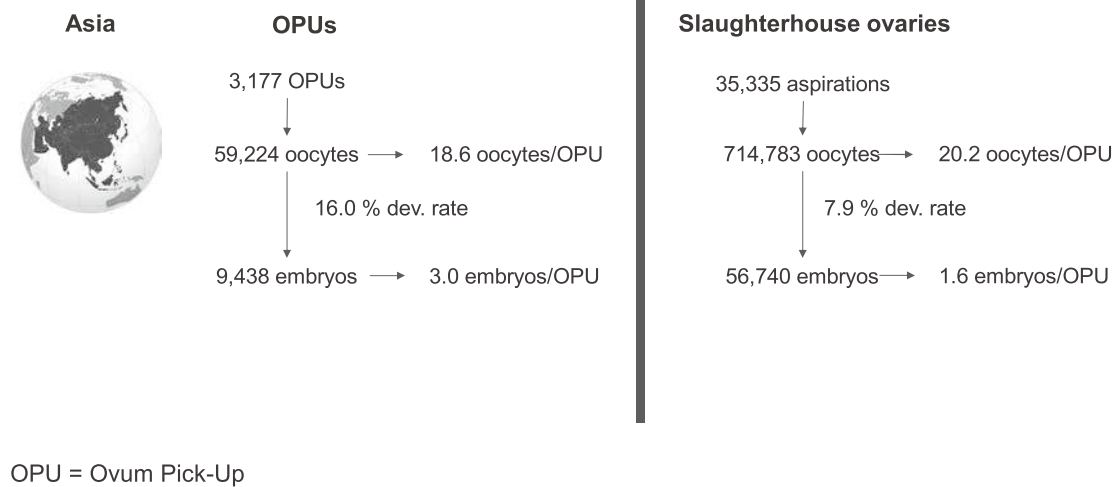 Asia
OPUs
3,177 OPUs
59,224 oocytes
18.6 oocytes/OPU
16.0 % dev. rate
9,438 embryos
3.0 embryos/OPU
Slaughterhouse ovaries
35,335 aspirations
714,783 oocytes
20.2 oocytes/OPU
7.9 % dev. rate
56,740 embryos
1.6 embryos/OPU
OPU = Ovum Pick-Up